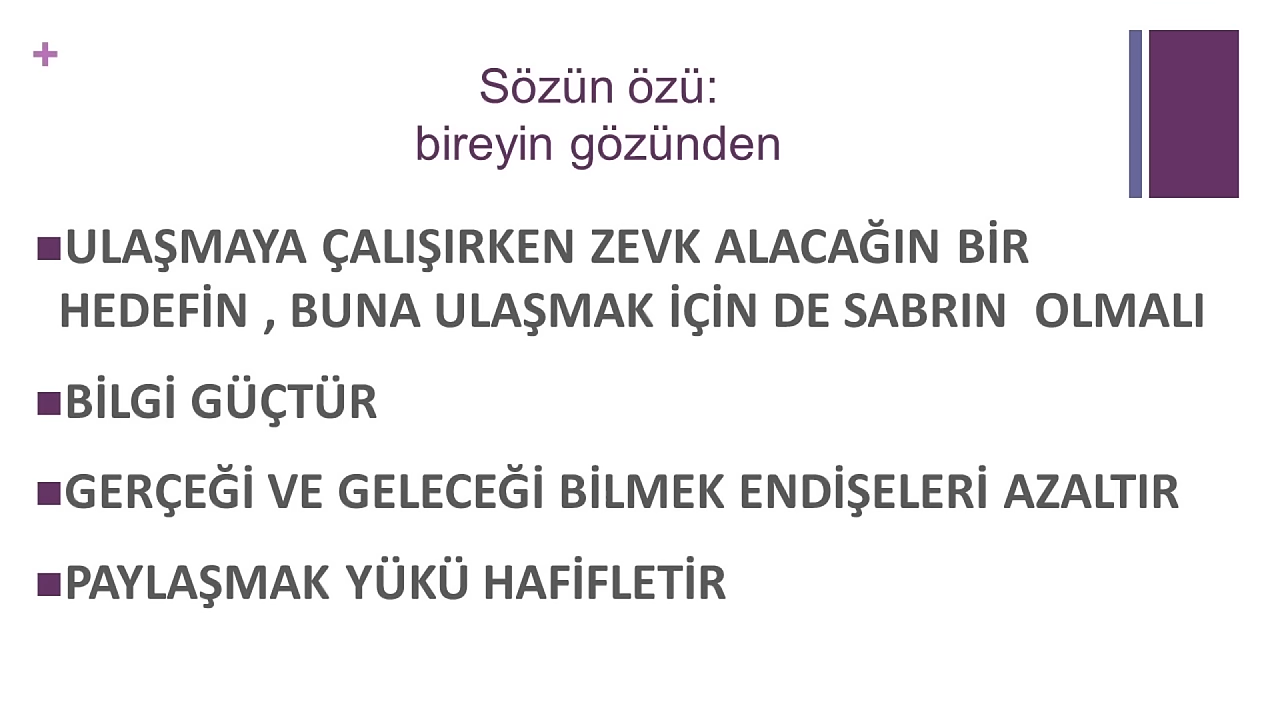 Sözün özü:
bireyin gözünden
ULAŞMAYA ÇALIŞIRKEN ZEVK ALACAĞIN BİR
HEDEFİN , BUNA ULAŞMAK İÇİN DE SABRIN  OLMALI
BİLGİ GÜÇTÜR
GERÇEĞİ VE GELECEĞİ BİLMEK ENDİŞELERİ AZALTIR
PAYLAŞMAK YÜKÜ HAFİFLETİR